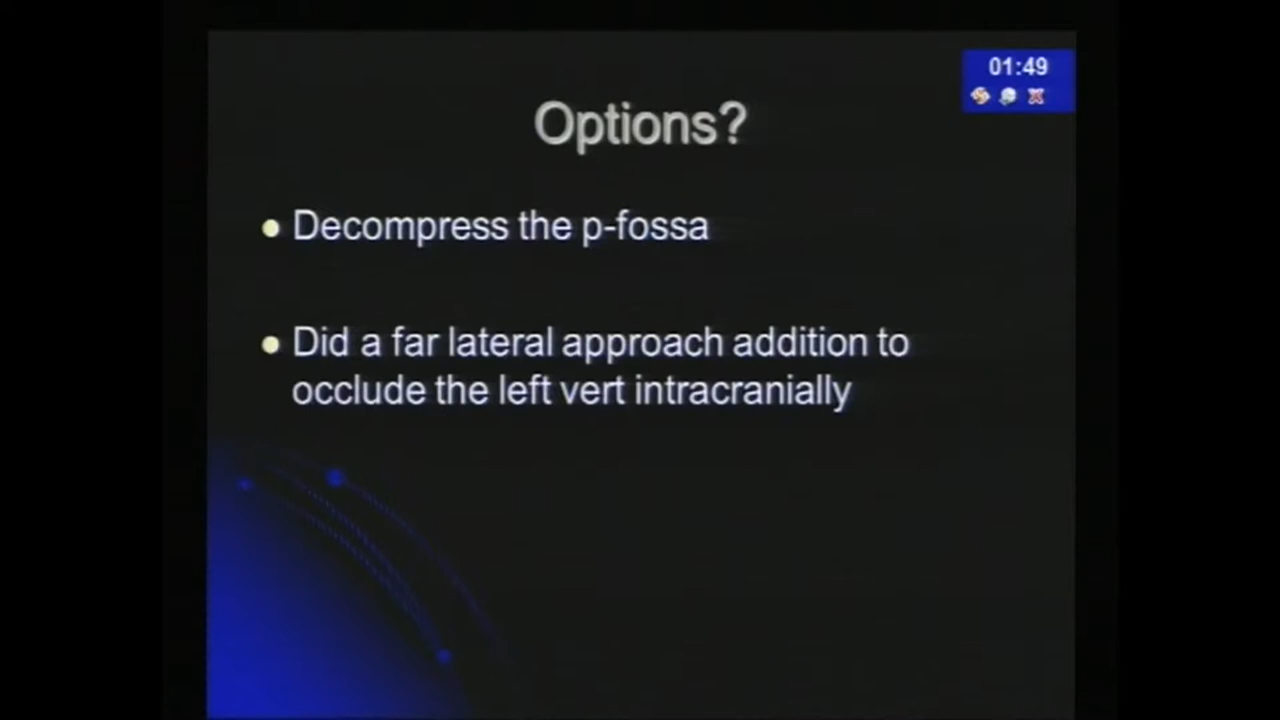 01:49
Options?
Decompress the p-fossa
Did a far lateral approach addition to
occlude the left vert intracranially